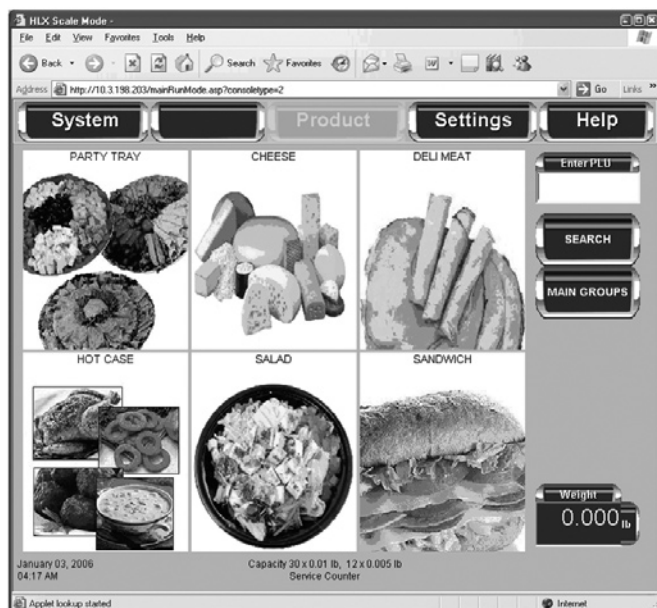 HLX Scale Mode -
File Edit View Favorites Tools Help
Back Search Favorites
Address http://10.3.198.203/mainRunMode.asp?consoletype=2 Go Links »
System Product Settings Help
PARTY TRAY CHEESE DELI MEAT
Enter PLU
SEARCH
MAIN GROUPS
HOT CASE SALAD SANDWICH
Weight
0.000 lb
January 03, 2006 Capacity 30 x 0.01 lb, 12 x 0.005 lb
04:17 AM Service Counter
Applet lookup started Internet